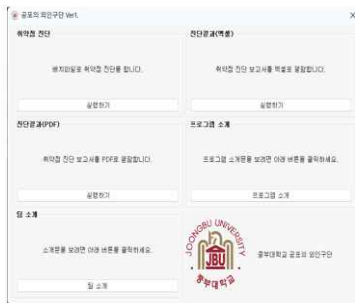 공포의 외인구단 Ver1.
취약점 진단
배치파일로 취약점 진단을 합니다.
실행하기
진단결과(엑셀)
취약점 진단 보고서를 엑셀로 열람합니다.
실행하기
진단결과(PDF)
취약점 진단 보고서를 PDF로 열람합니다.
실행하기
프로그램 소개
프로그램 소개문을 보려면 아래 버튼을 클릭하세요.
프로그램 소개
팀 소개
소개문을 보려면 아래 버튼을 클릭하세요.
팀 소개
JOONGBU UNIVERSITY
JBU
중부대학교
중부대학교 공포의 외인구단